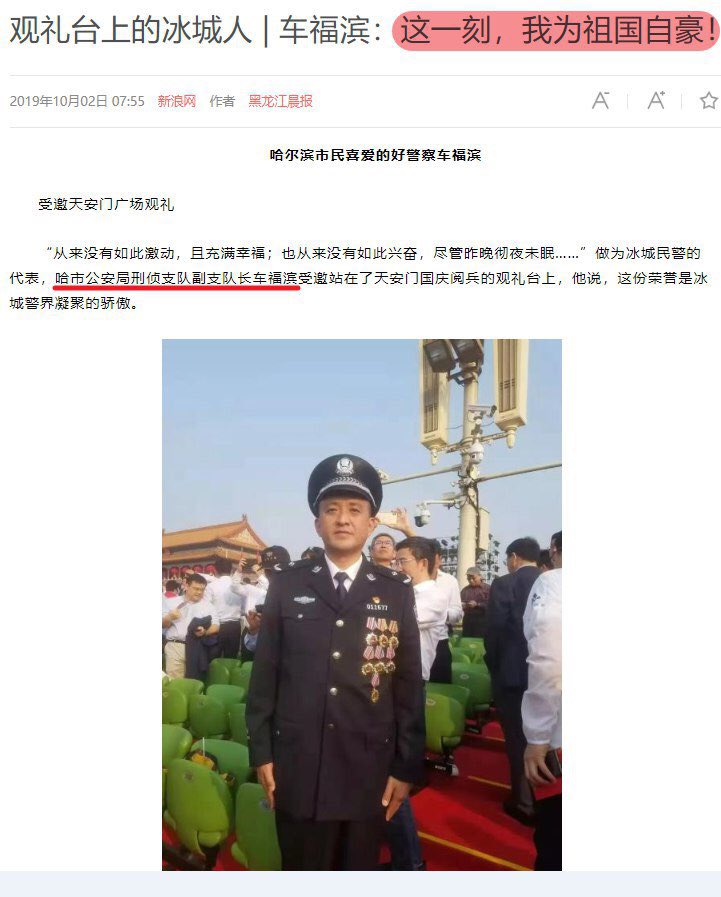 观礼台上的冰城人 | 车福滨：这一刻，我为祖国自豪！
2019年10月02日 07:55 新浪网 作者 黑龙江晨报
A- A+
哈尔滨市民喜爱的好警察车福滨
受邀天安门广场观礼
“从来没有如此激动，且充满幸福；也从来没有如此兴奋，尽管昨晚彻夜未眠……”做为冰城民警的
代表，哈市公安局刑侦支队副支队长车福滨受邀站在了天安门国庆阅兵的观礼台上，他说，这份荣誉是冰
城警界凝聚的骄傲。
011677